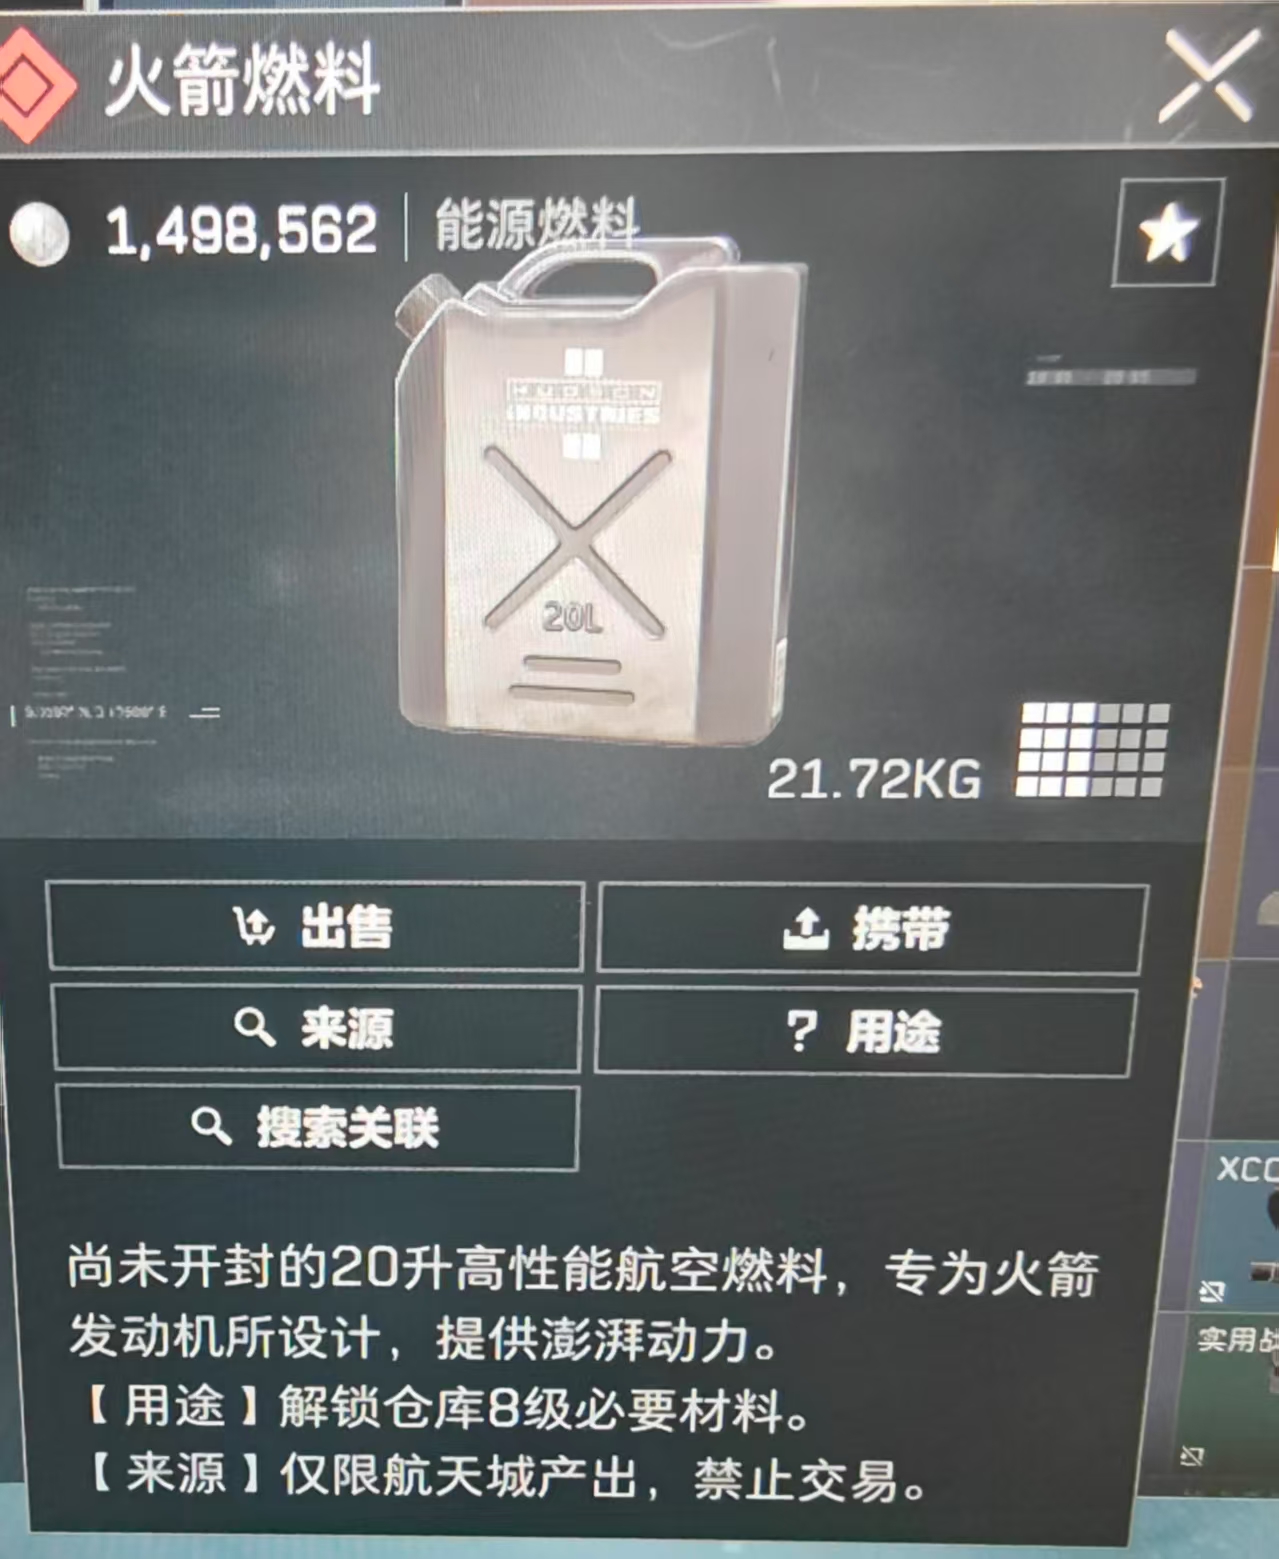 火箭燃料
1,498,562
能源燃料
INDUSTRIES
20L
21.72KG
出售
携带
来源
? 用途
搜索关联
XCC
尚未开封的20升高性能航空燃料，专为火箭
发动机所设计，提供澎湃动力。
【用途】解锁仓库8级必要材料。
实用战
【来源】仅限航天城产出，禁止交易。